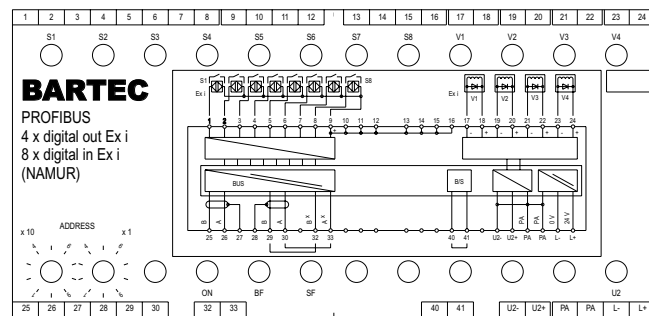 1 2 3 4 5 6 7 8 9 10 11 12 13 14 15 16 17 18 19 20 21 22 23 24
S1 S2 S3 S4 S5 S6 S7 S8 V1 V2 V3 V4
BARTEC
PROFIBUS
4 x digital out Ex i
8 x digital in Ex i
(NAMUR)
S1 S8 Ex i V1 V2 V3 V4
Ex i
1 2 3 4 5 6 7 8 9 10 11 12 13 14 15 16 17 18 19 20 21 22 23 24
+ - + - + - + - +
BUS B/S
B A B A B x A x PA PA 0 V 24 V
25 26 27 28 29 30 32 33 40 41 U2- U2+ PA PA L- L+
ADDRESS
x 10 x 1
ON BF SF U2
25 26 27 28 29 30 32 33 40 41 U2- U2+ PA PA L- L+